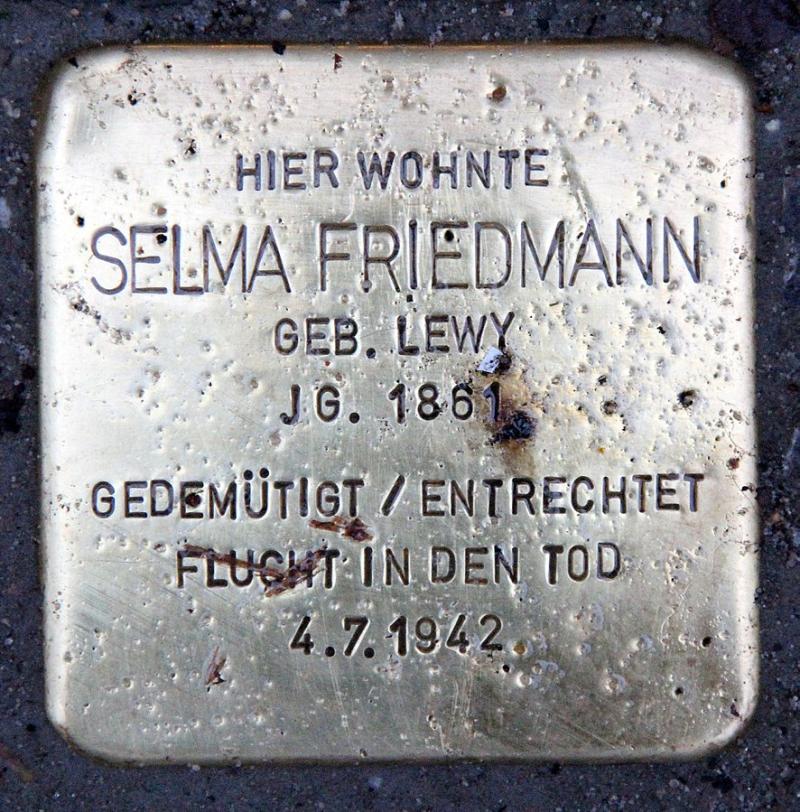 HIER WOHNTE
SELMA FRIEDMANN
GEB. LEWY
JG. 1861
GEDEMÜTIGT / ENTRECHTET
FLUCHT IN DEN TOD
4.7.1942